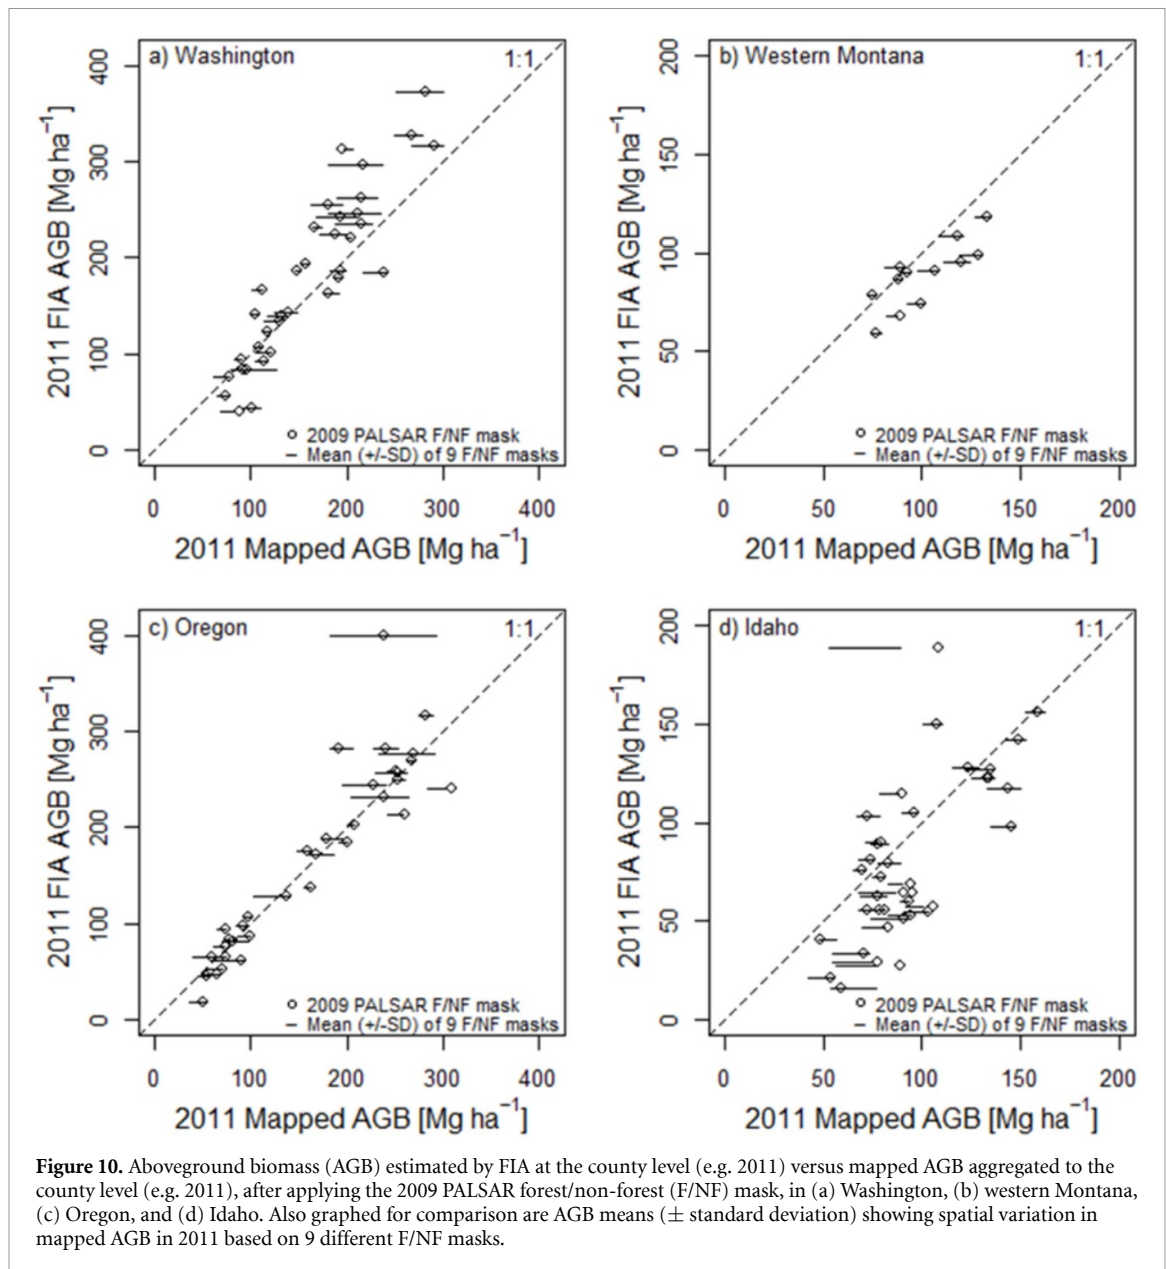 a) Washington
1:1
400
300
200
100
0
2011 FIA AGB [Mg ha−1]
○ 2009 PALSAR F/NF mask
− Mean (+/-SD) of 9 F/NF masks
0 100 200 300 400
2011 Mapped AGB [Mg ha−1]
b) Western Montana
1:1
200
150
100
50
0
2011 FIA AGB [Mg ha−1]
○ 2009 PALSAR F/NF mask
− Mean (+/-SD) of 9 F/NF masks
0 50 100 150 200
2011 Mapped AGB [Mg ha−1]
c) Oregon
1:1
400
300
200
100
0
2011 FIA AGB [Mg ha−1]
○ 2009 PALSAR F/NF mask
− Mean (+/-SD) of 9 F/NF masks
0 100 200 300 400
2011 Mapped AGB [Mg ha−1]
d) Idaho
1:1
200
150
100
50
0
2011 FIA AGB [Mg ha−1]
○ 2009 PALSAR F/NF mask
− Mean (+/-SD) of 9 F/NF masks
0 50 100 150 200
2011 Mapped AGB [Mg ha−1]
Figure 10. Aboveground biomass (AGB) estimated by FIA at the county level (e.g. 2011) versus mapped AGB aggregated to the
county level (e.g. 2011), after applying the 2009 PALSAR forest/non-forest (F/NF) mask, in (a) Washington, (b) western Montana,
(c) Oregon, and (d) Idaho. Also graphed for comparison are AGB means (± standard deviation) showing spatial variation in
mapped AGB in 2011 based on 9 different F/NF masks.